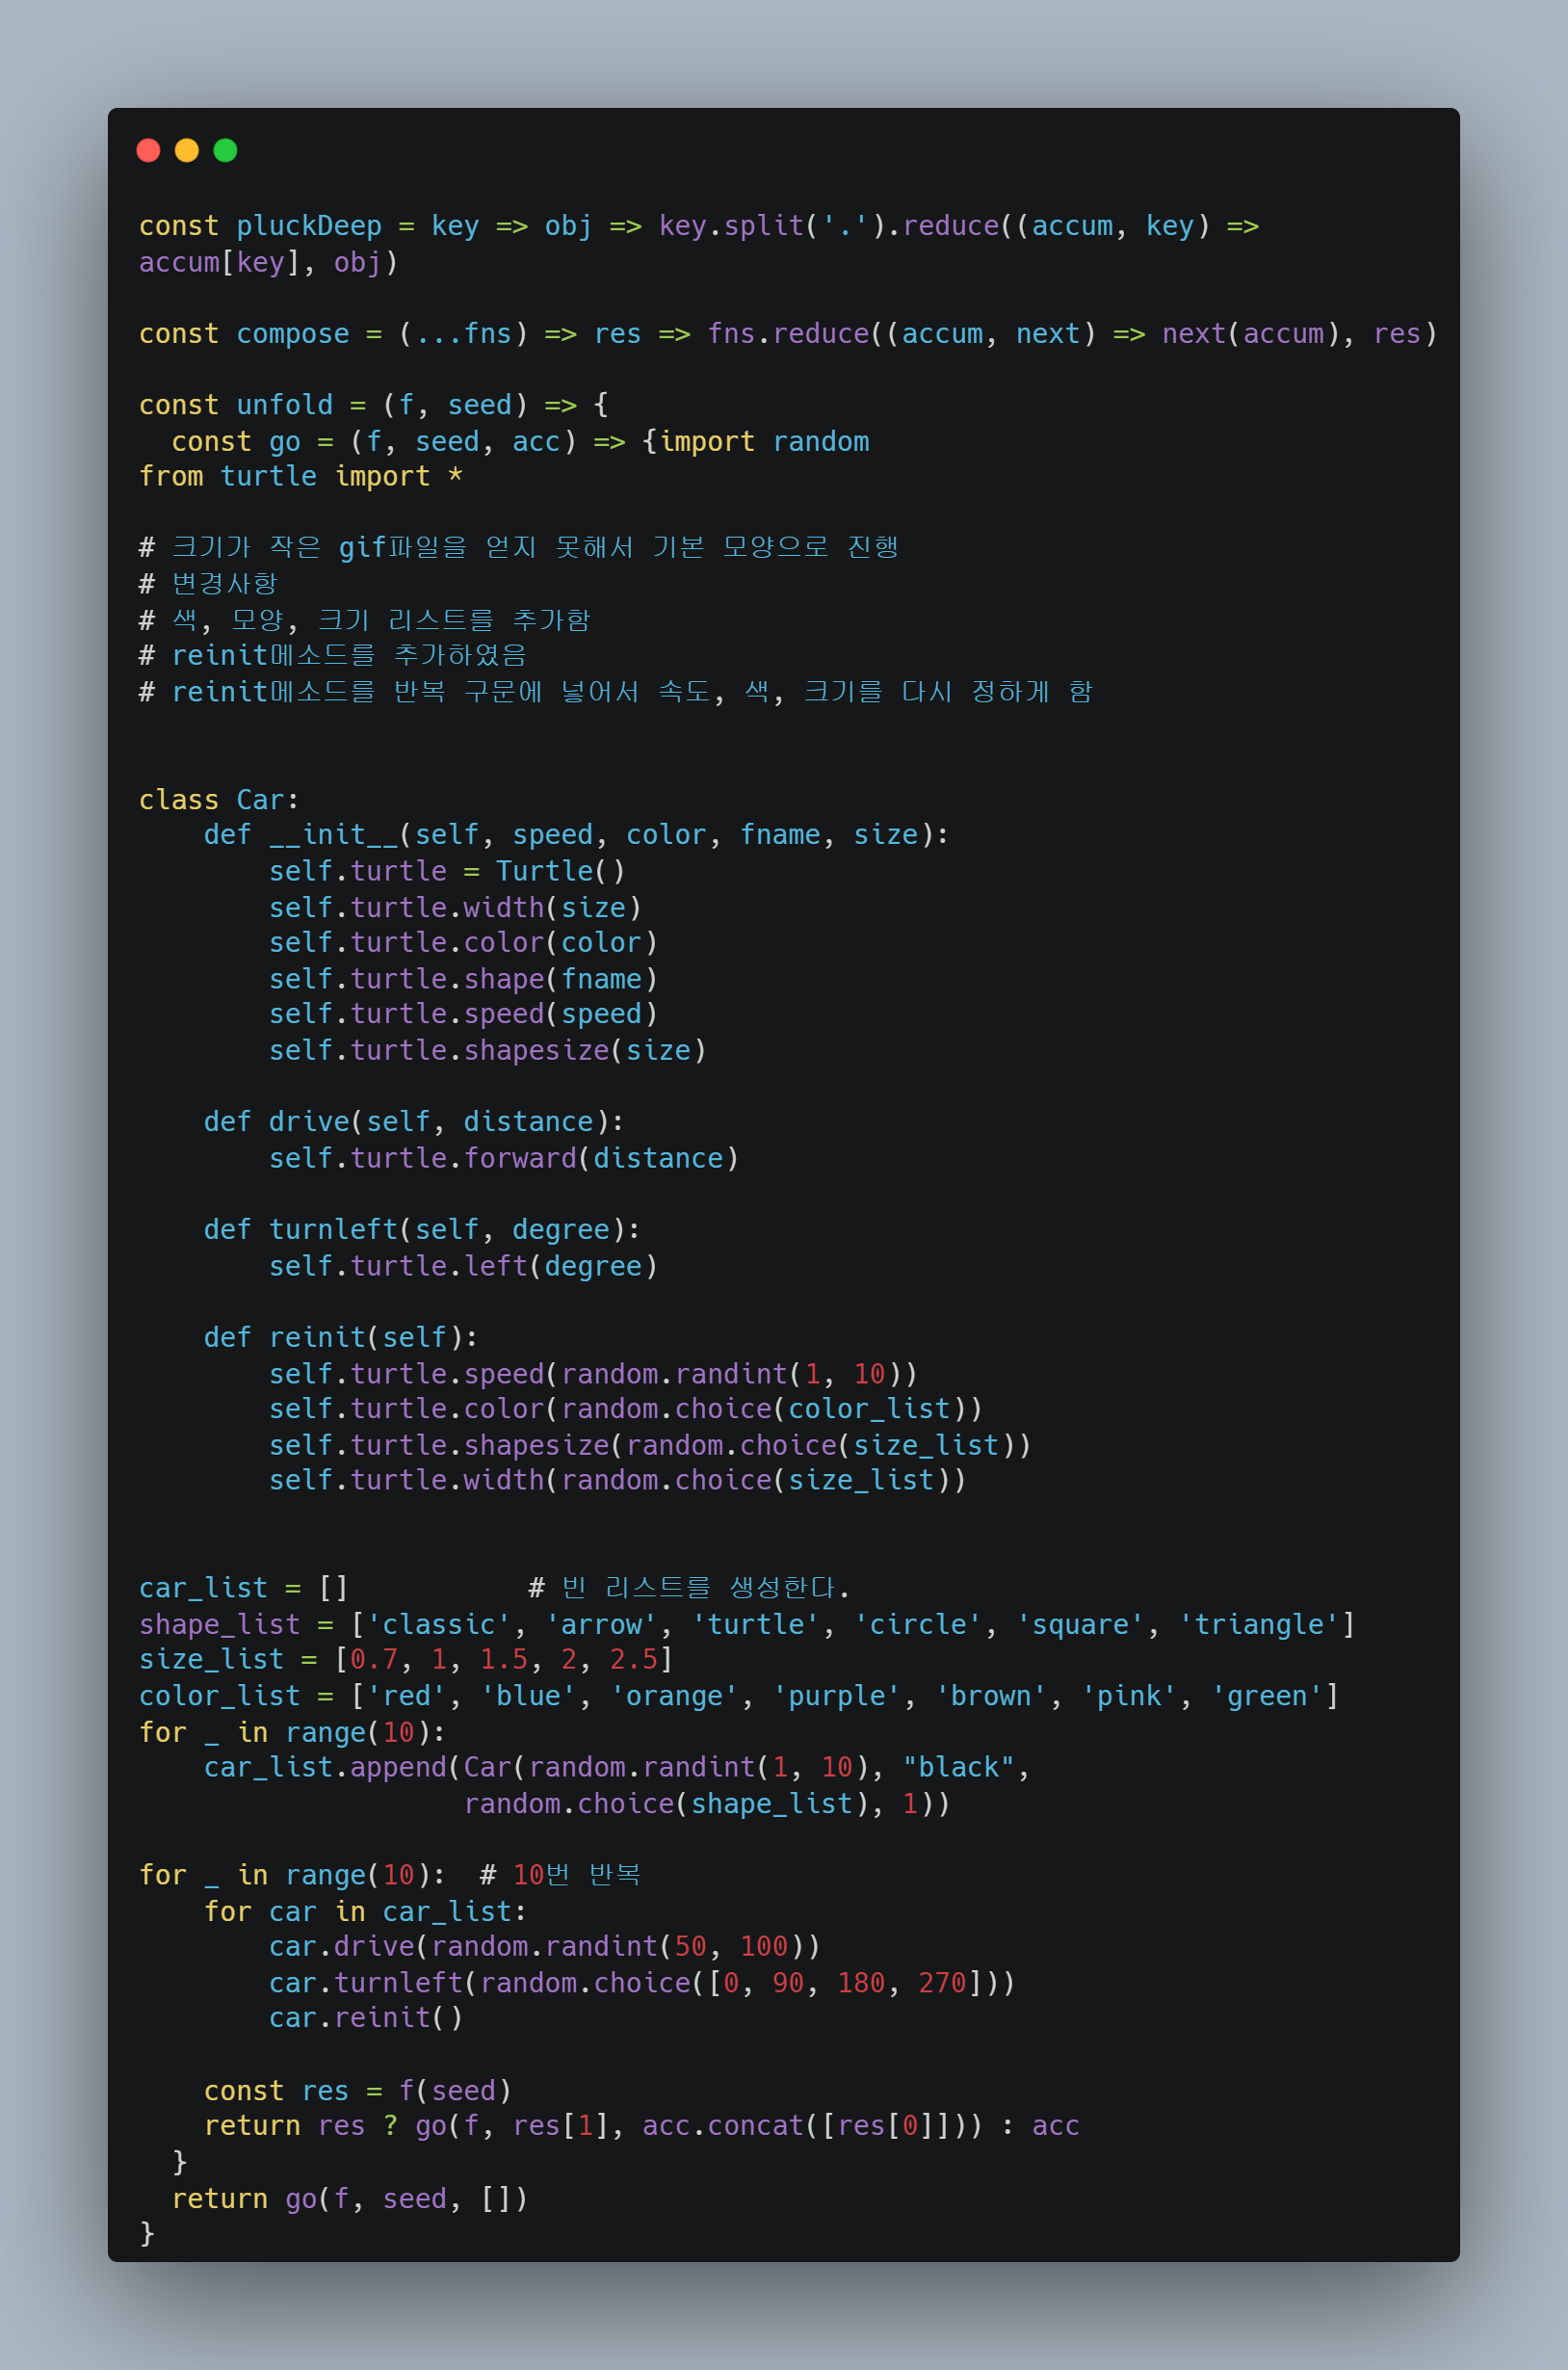 const pluckDeep = key => obj => key.split('.').reduce((accum, key) =>
accum[key], obj)

const compose = (...fns) => res => fns.reduce((accum, next) => next(accum), res)

const unfold = (f, seed) => {
  const go = (f, seed, acc) => {import random
from turtle import *

# 크기가 작은 gif파일을 얻지 못해서 기본 모양으로 진행
# 변경사항
# 색, 모양, 크기 리스트를 추가함
# reinit메소드를 추가하였음
# reinit메소드를 반복 구문에 넣어서 속도, 색, 크기를 다시 정하게 함


class Car:
    def __init__(self, speed, color, fname, size):
        self.turtle = Turtle()
        self.turtle.width(size)
        self.turtle.color(color)
        self.turtle.shape(fname)
        self.turtle.speed(speed)
        self.turtle.shapesize(size)

    def drive(self, distance):
        self.turtle.forward(distance)

    def turnleft(self, degree):
        self.turtle.left(degree)

    def reinit(self):
        self.turtle.speed(random.randint(1, 10))
        self.turtle.color(random.choice(color_list))
        self.turtle.shapesize(random.choice(size_list))
        self.turtle.width(random.choice(size_list))


car_list = []           # 빈 리스트를 생성한다.
shape_list = ['classic', 'arrow', 'turtle', 'circle', 'square', 'triangle']
size_list = [0.7, 1, 1.5, 2, 2.5]
color_list = ['red', 'blue', 'orange', 'purple', 'brown', 'pink', 'green']
for _ in range(10):
    car_list.append(Car(random.randint(1, 10), "black",
                    random.choice(shape_list), 1))

for _ in range(10):  # 10번 반복
    for car in car_list:
        car.drive(random.randint(50, 100))
        car.turnleft(random.choice([0, 90, 180, 270]))
        car.reinit()

    const res = f(seed)
    return res ? go(f, res[1], acc.concat([res[0]])) : acc
  }
  return go(f, seed, [])
}